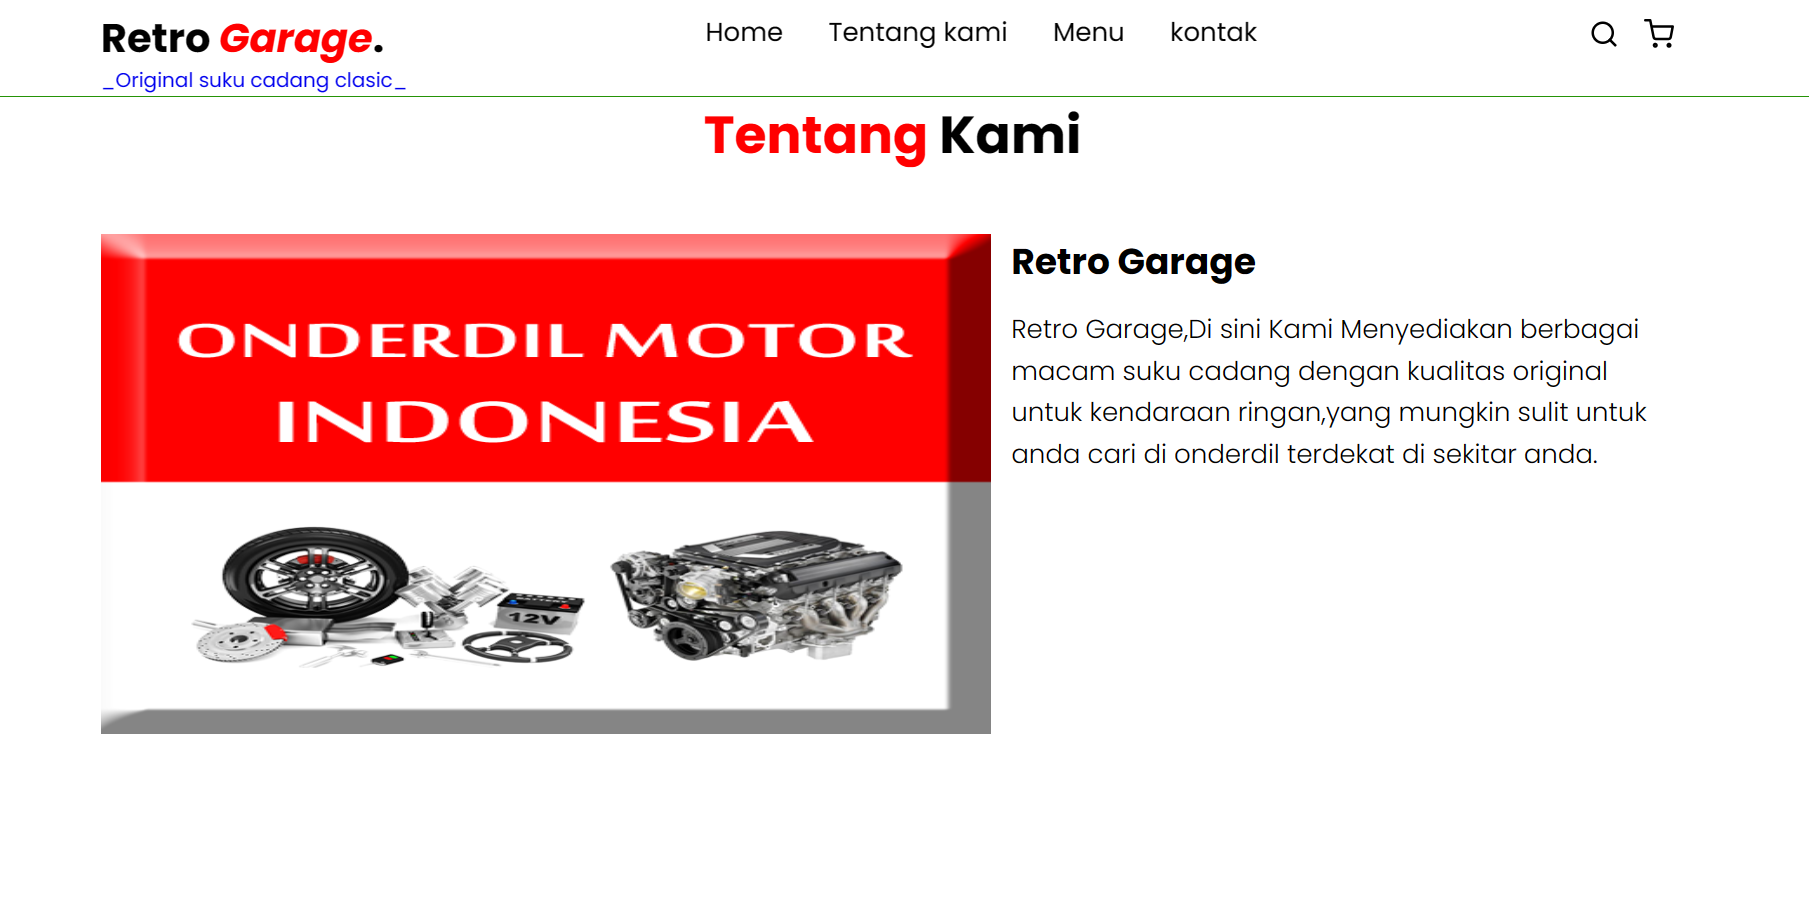 Retro Garage.
_Original suku cadang clasic_
Home
Tentang kami
Menu
kontak
Tentang Kami
ONDERDIL MOTOR
INDONESIA
12V
Retro Garage
Retro Garage,Di sini Kami Menyediakan berbagai
macam suku cadang dengan kualitas original
untuk kendaraan ringan,yang mungkin sulit untuk
anda cari di onderdil terdekat di sekitar anda.